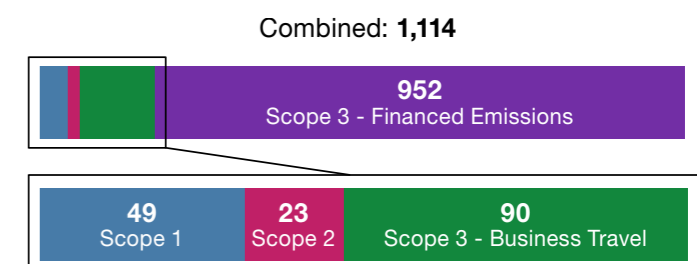 Combined: 1,114
952
Scope 3 - Financed Emissions
49
Scope 1
23
Scope 2
90
Scope 3 - Business Travel